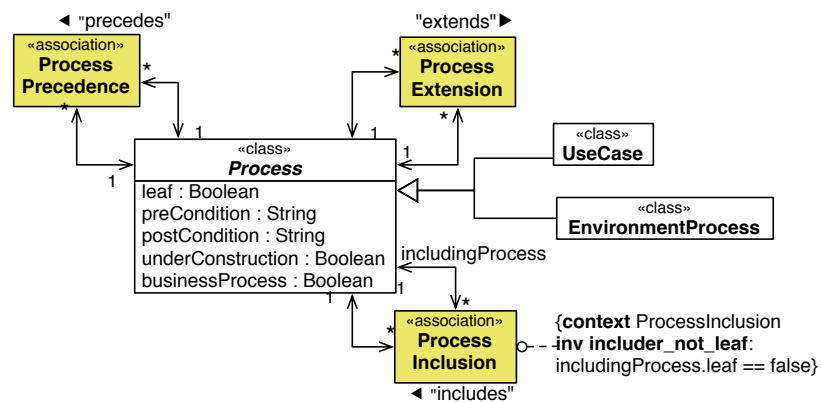 ◄ "precedes"
"extends"►
«association»
Process
Precedence
*
*
1
1
«association»
Process
Extension
*
*
1
1
«class»
Process
leaf : Boolean
preCondition : String
postCondition : String
underConstruction : Boolean
businessProcess : Boolean
«class»
UseCase
«class»
EnvironmentProcess
includingProcess
1
1
*
*
«association»
Process
Inclusion
◄ "includes"
{context ProcessInclusion
inv includer_not_leaf:
includingProcess.leaf == false}